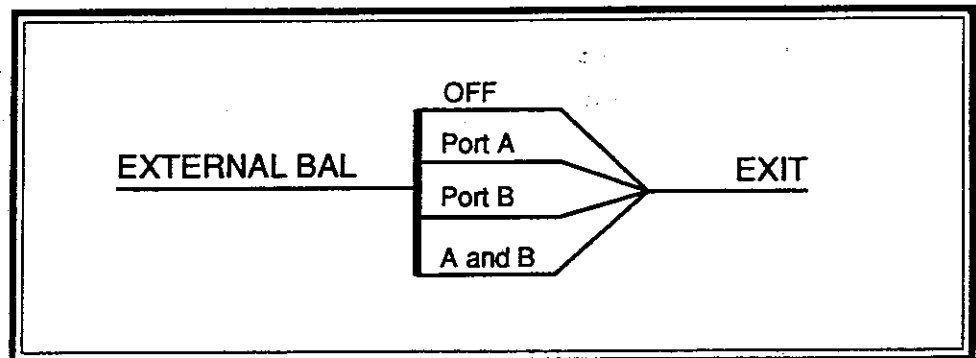 OFF
Port A
EXTERNAL BAL
EXIT
Port B
A and B